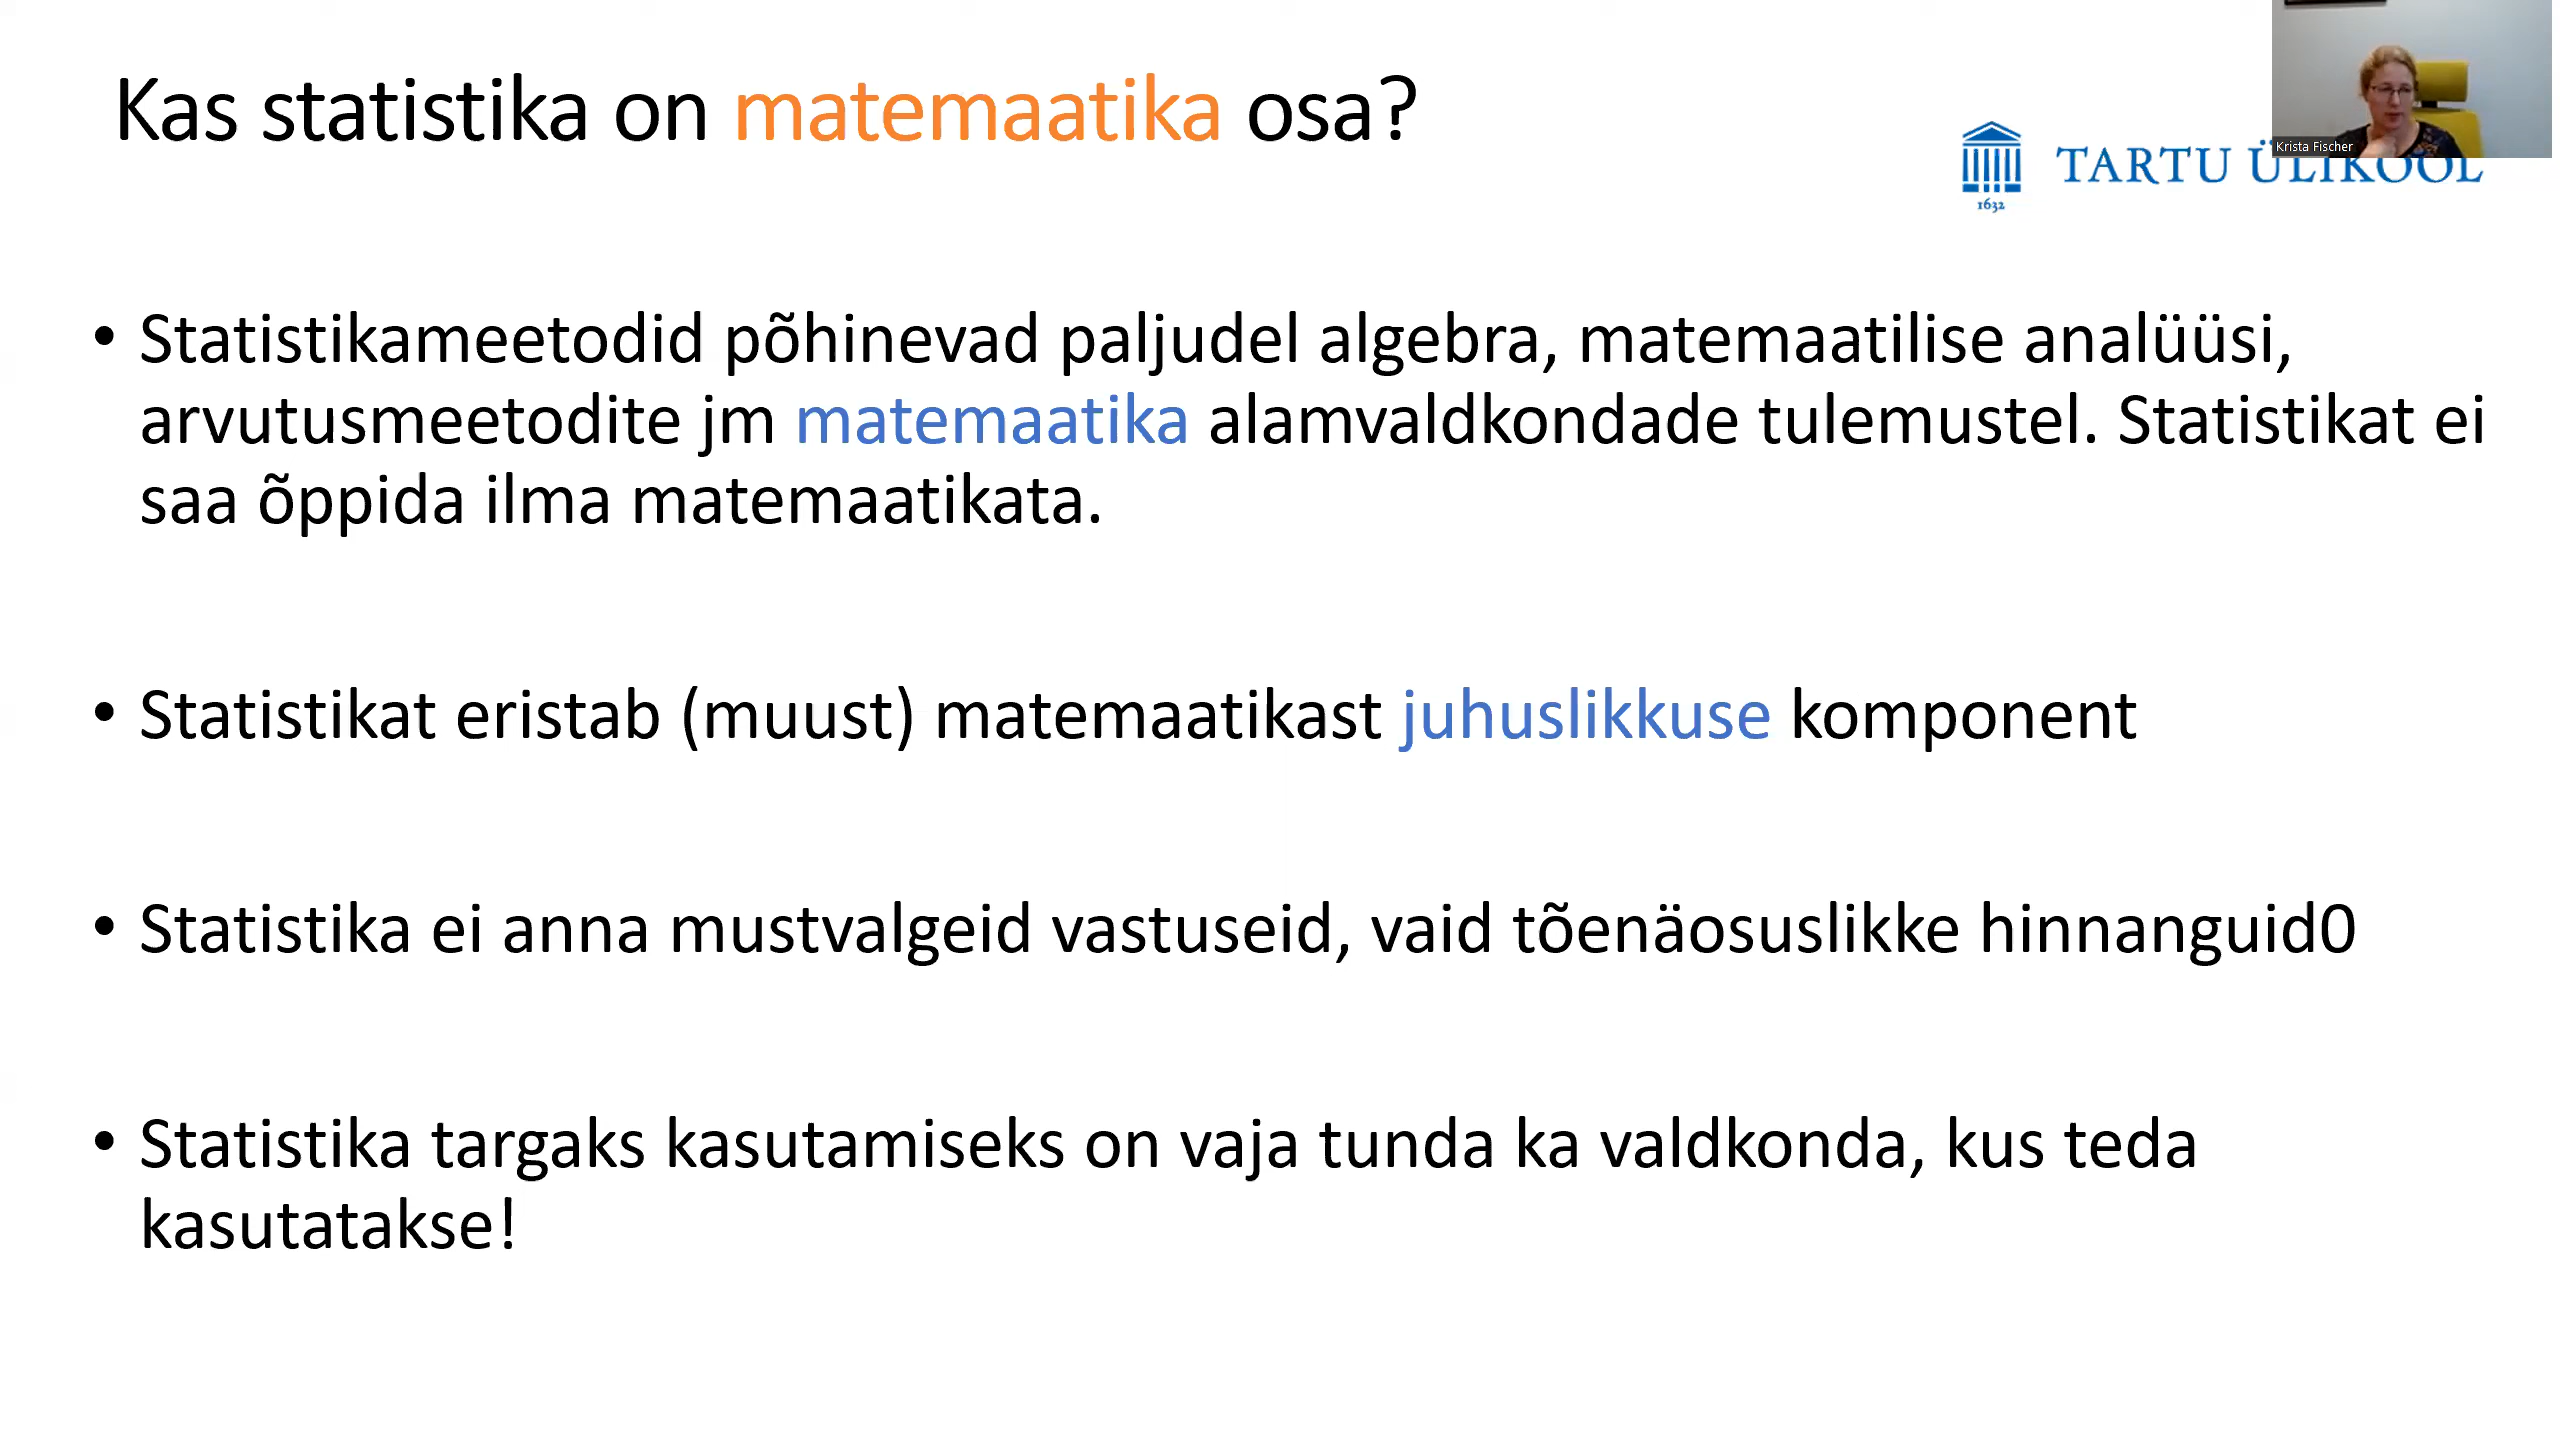 Kas statistika on matemaatika osa?
Krista Fischer
TARTU ÜLIKOOL
1632
• Statistikameetodid põhinevad paljudel algebra, matemaatilise analüüsi,
arvutusmeetodite jm matemaatika alamvaldkondade tulemustel. Statistikat ei
saa õppida ilma matemaatikata.
• Statistikat eristab (muust) matemaatikast juhuslikkuse komponent
• Statistika ei anna mustvalgeid vastuseid, vaid tõenäosuslikke hinnanguid0
• Statistika targaks kasutamiseks on vaja tunda ka valdkonda, kus teda
kasutatakse!